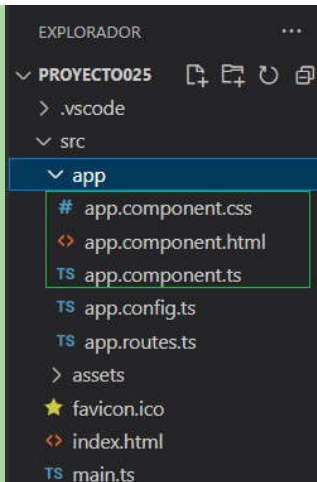 EXPLORADOR ...
PROYECTO025
.vscode
src
app
# app.component.css
<> app.component.html
TS app.component.ts
TS app.config.ts
TS app.routes.ts
assets
favicon.ico
<> index.html
TS main.ts